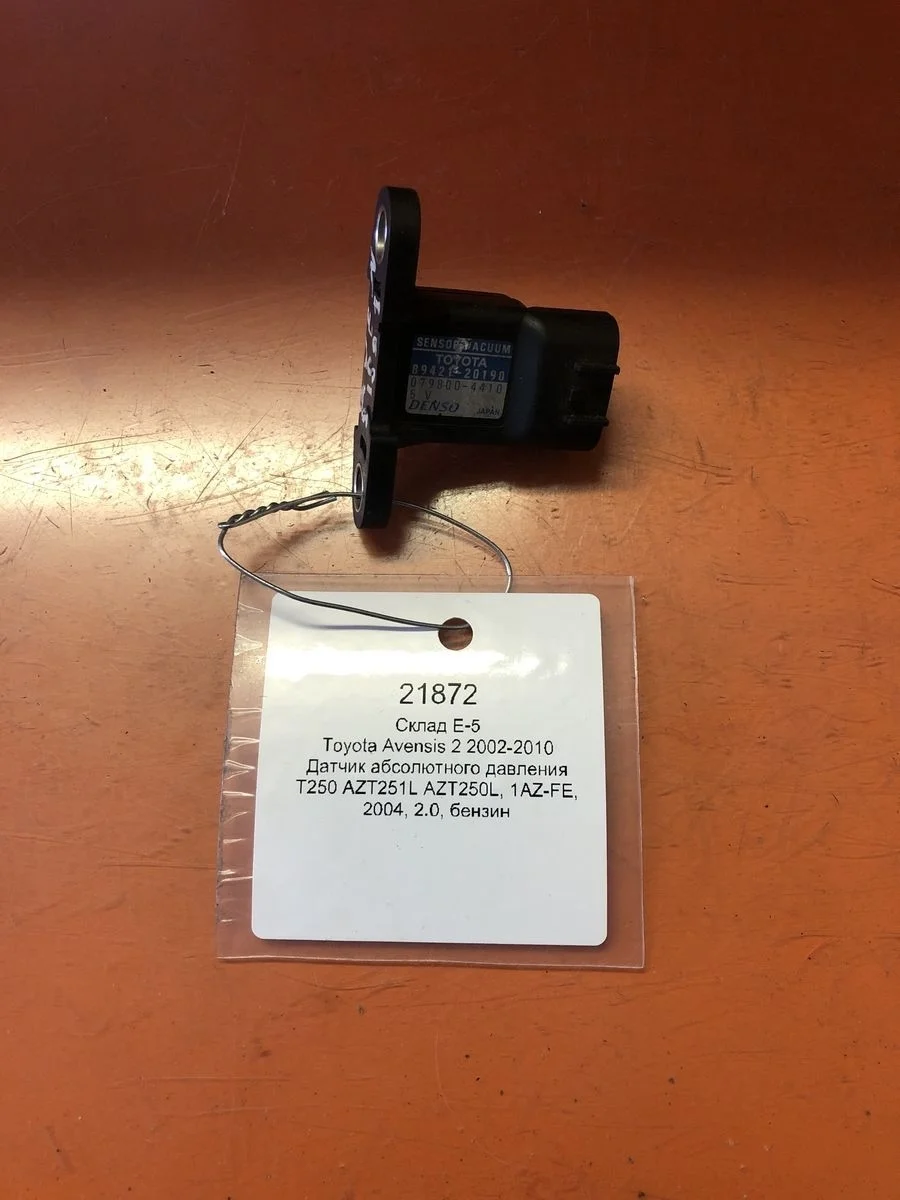 SENSOR, VACUUM
TOYOTA
89421-20190
079800-4410
5 V
DENSO JAPAN
21872
Склад E-5
Toyota Avensis 2 2002-2010
Датчик абсолютного давления
T250 AZT251L AZT250L, 1AZ-FE,
2004, 2.0, бензин